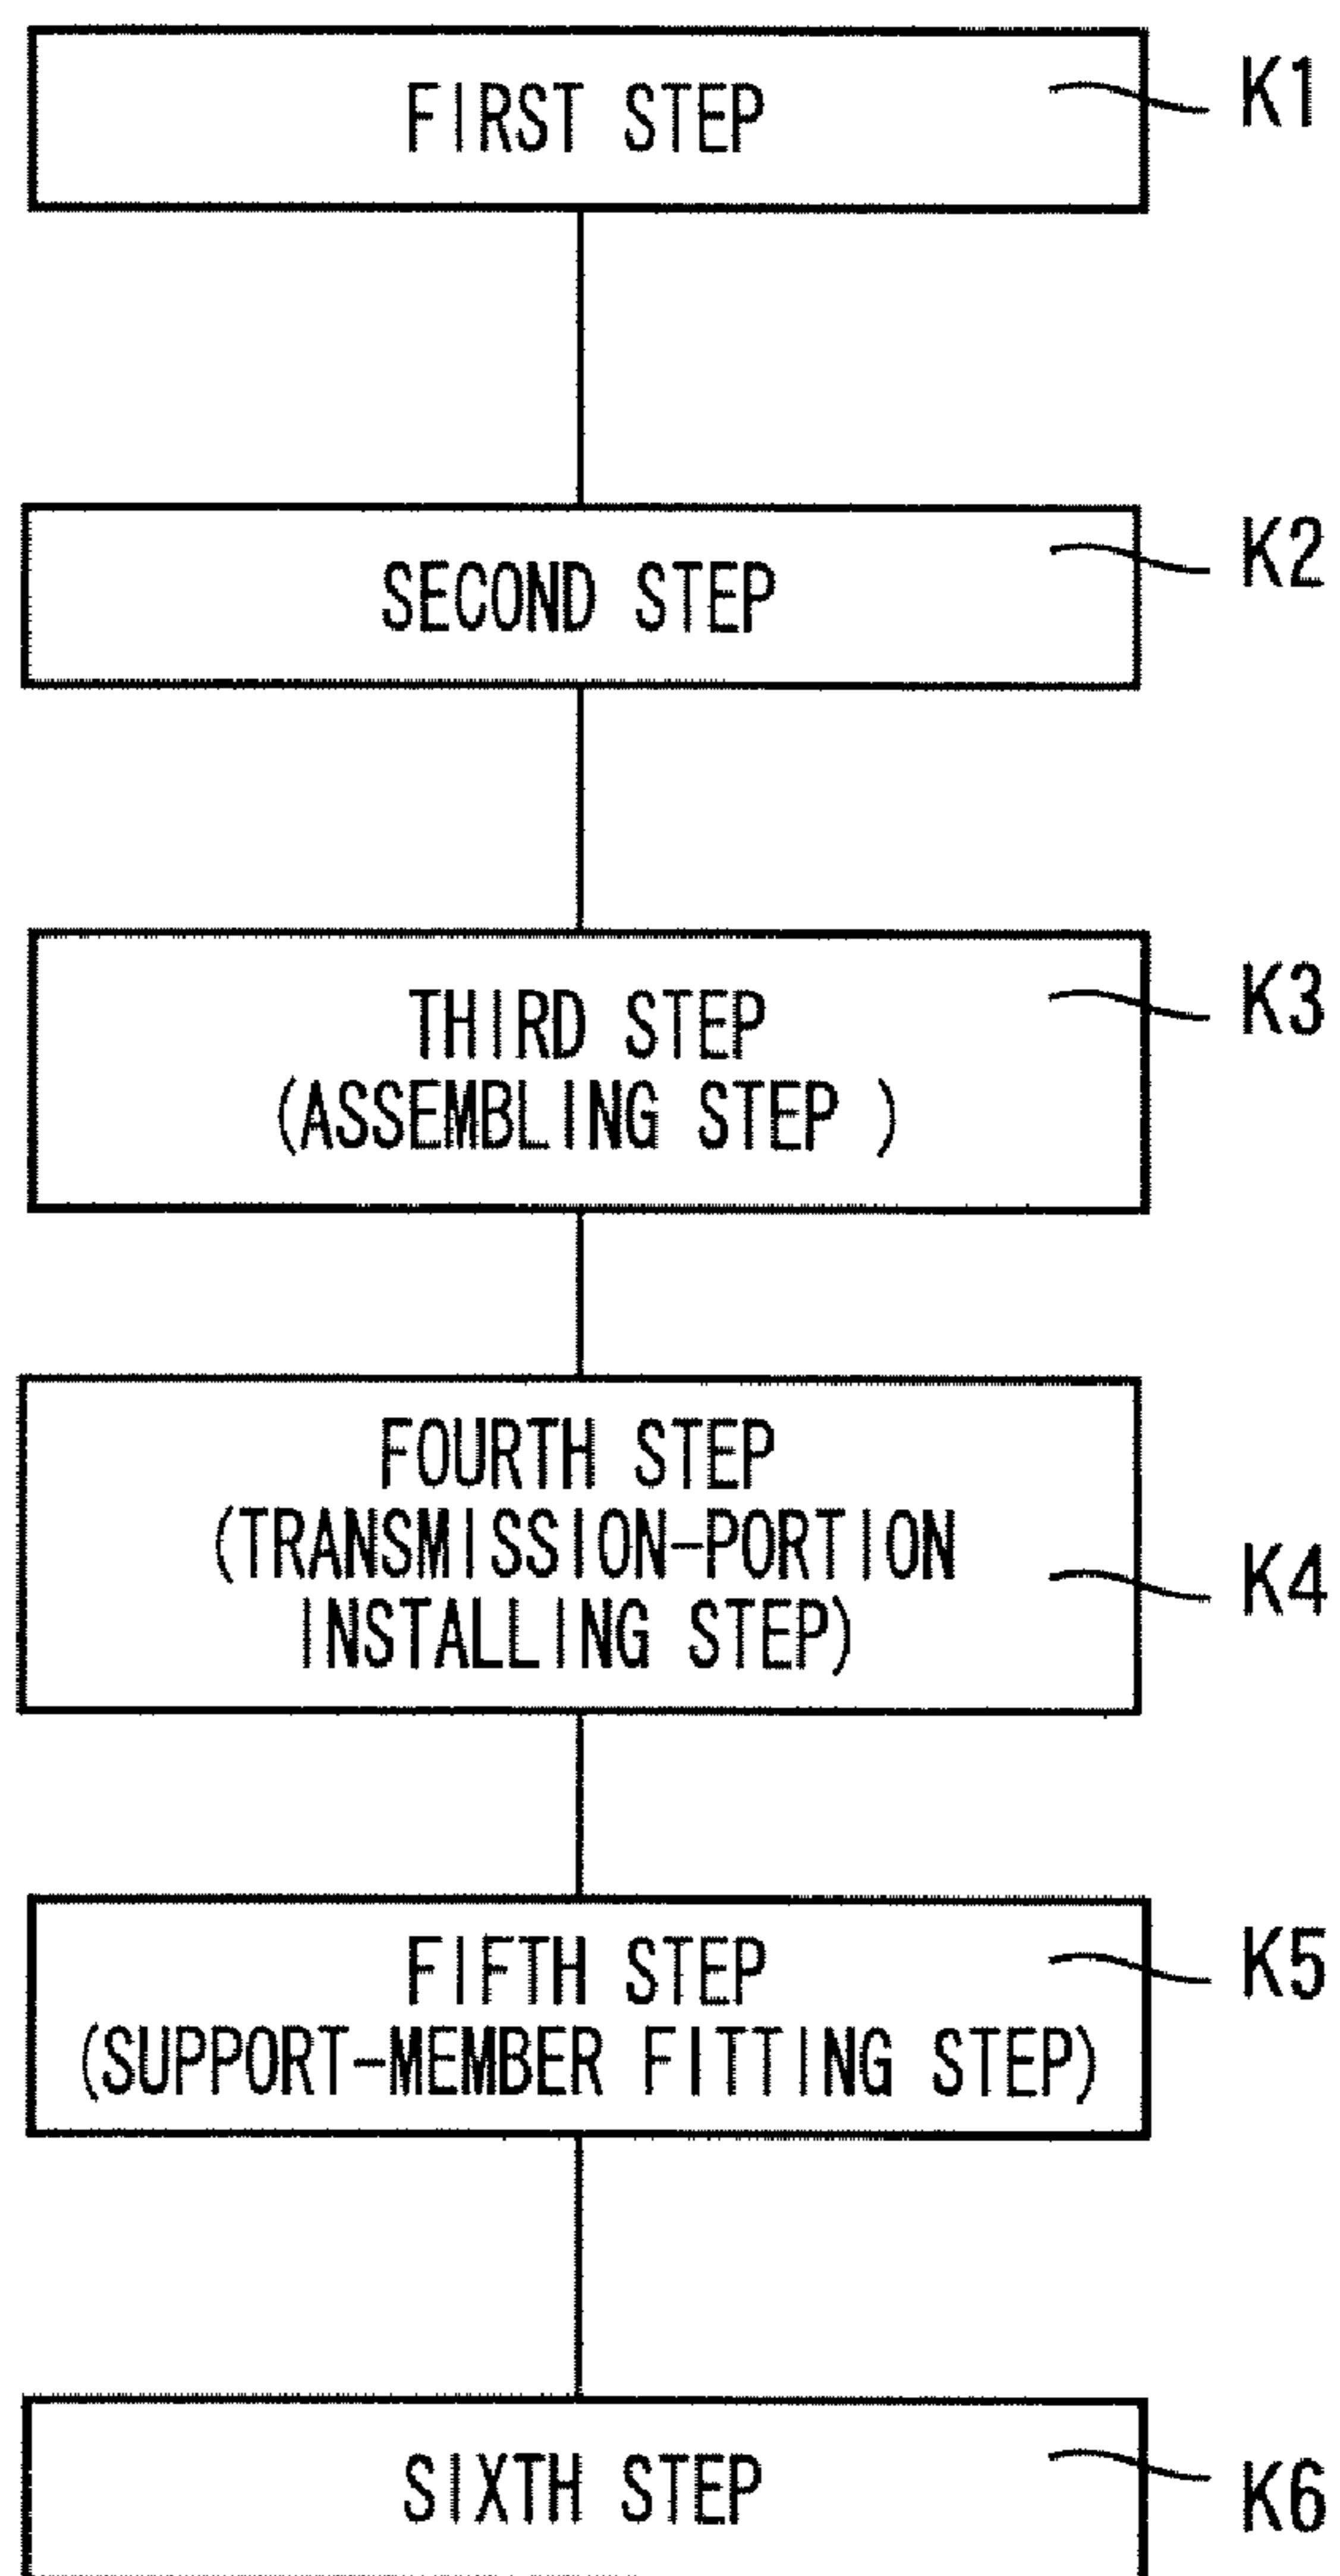 FIRST STEP
K1
SECOND STEP
K2
THIRD STEP
(ASSEMBLING STEP )
K3
FOURTH STEP
(TRANSMISSION-PORTION
INSTALLING STEP)
K4
FIFTH STEP
(SUPPORT-MEMBER FITTING STEP)
K5
SIXTH STEP
K6